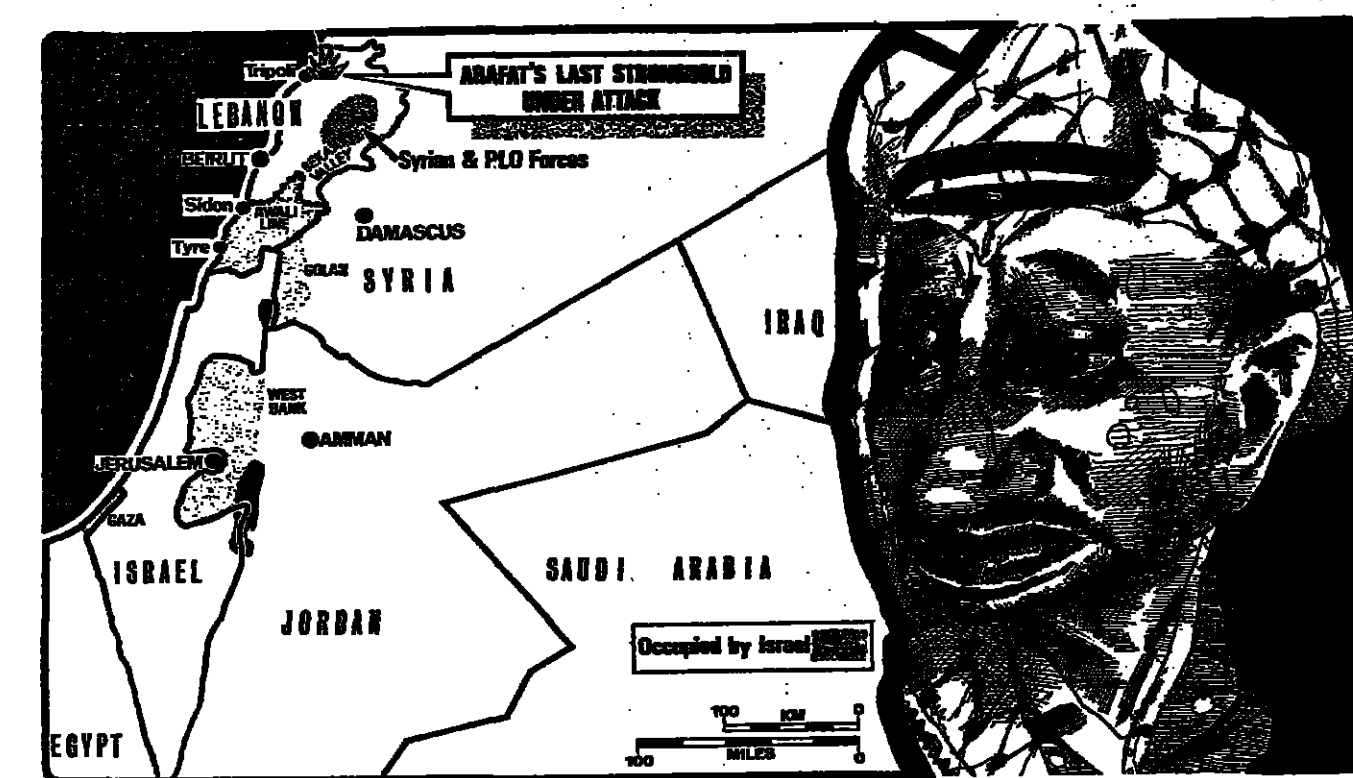 Tripoli
ARAFAT'S LAST STRONGHOLD
UNDER ATTACK
LEBANON
BEIRUT
VALLEY
Syrian & PLO Forces
Sidon
AWALI
LINE
DAMASCUS
Tyre
GOLAN
SYRIA
IRAQ
WEST
BANK
AMMAN
JERUSALEM
GAZA
ISRAEL
SAUDI ARABIA
JORDAN
Occupied by Israel
100 KM 0
EGYPT
100 MILES 0